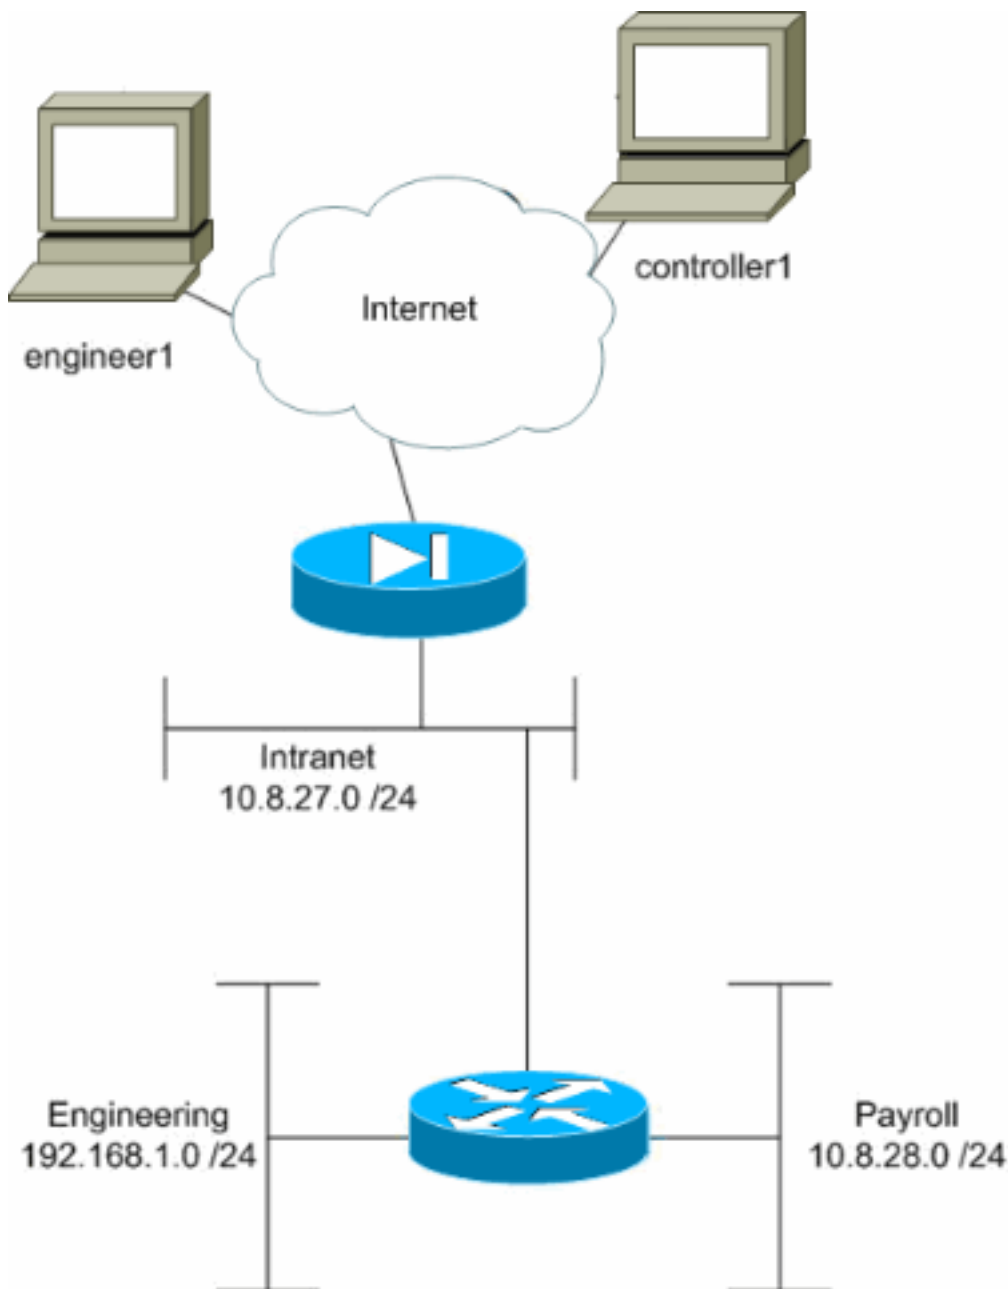 controller1
Internet
engineer1
Intranet
10.8.27.0 /24
Engineering
192.168.1.0 /24
Payroll
10.8.28.0 /24